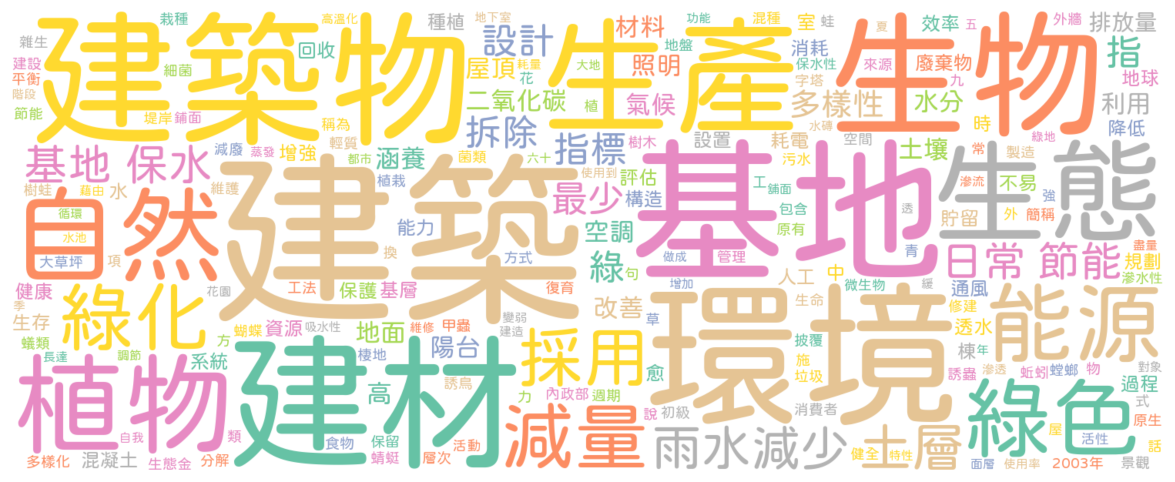 建築物 生產 生物
建築 基地 環境
建材 生態 自然
植物 綠化 能源
綠色 採用 減量
雨水減少 土層
基地 保水 日常 節能
設計 材料 照明 屋頂
二氧化碳 氣候 多樣性 水分
指標 拆除 最少 空調
綠 涵養 改善 陽台
地面 高 系統 指
利用 排放量 效率 土壤
栽種 高溫化 種植 地下室
雜生 回收 功能 混種 室 蛙
地盤 消耗 夏 五 外牆
建設 平衡 階段 細菌 耗量 花
大地 保水性 來源 廢棄物 地球
節能 堤岸 鋪面 稱為 植
字塔 九 水磚 時 綠地 降低
減廢 蒸發 增強 輕質 都市 菌類
六十 樹木 設置 耗電 空間
樹蛙 藉由 水 維護 植栽
使用到 評估 構造 污水
工 鋪面 包含 原有 透
常 滲流 製造 不易 強
貯留 外 簡稱
循環 水池 大草坪 項
能力 換 方式 做成 管理
青 盡量 規劃 滲水性
健康 花園 工法 保護 基層
復育 句 增加 人工 中
微生物 緩 通風 修建
季 生存 蟻類 長達 調節
蝴蝶 資源 吸水性 方
維修 甲蟲 變弱 建造 棲地
草 生命 披覆 透水 棟 年
誘鳥 愈 施 垃圾 誘蟲
滲透 蚯蚓 螳螂 物 對象
過程 式 原生
力 內政部 週期 說 初級 消費者
類 自我 食物 保留 活動
多樣化 混凝土 生態金 分解
蜻蜓 層次 健全 特性
面層 使用率 2003年 景觀
屋 活性 話